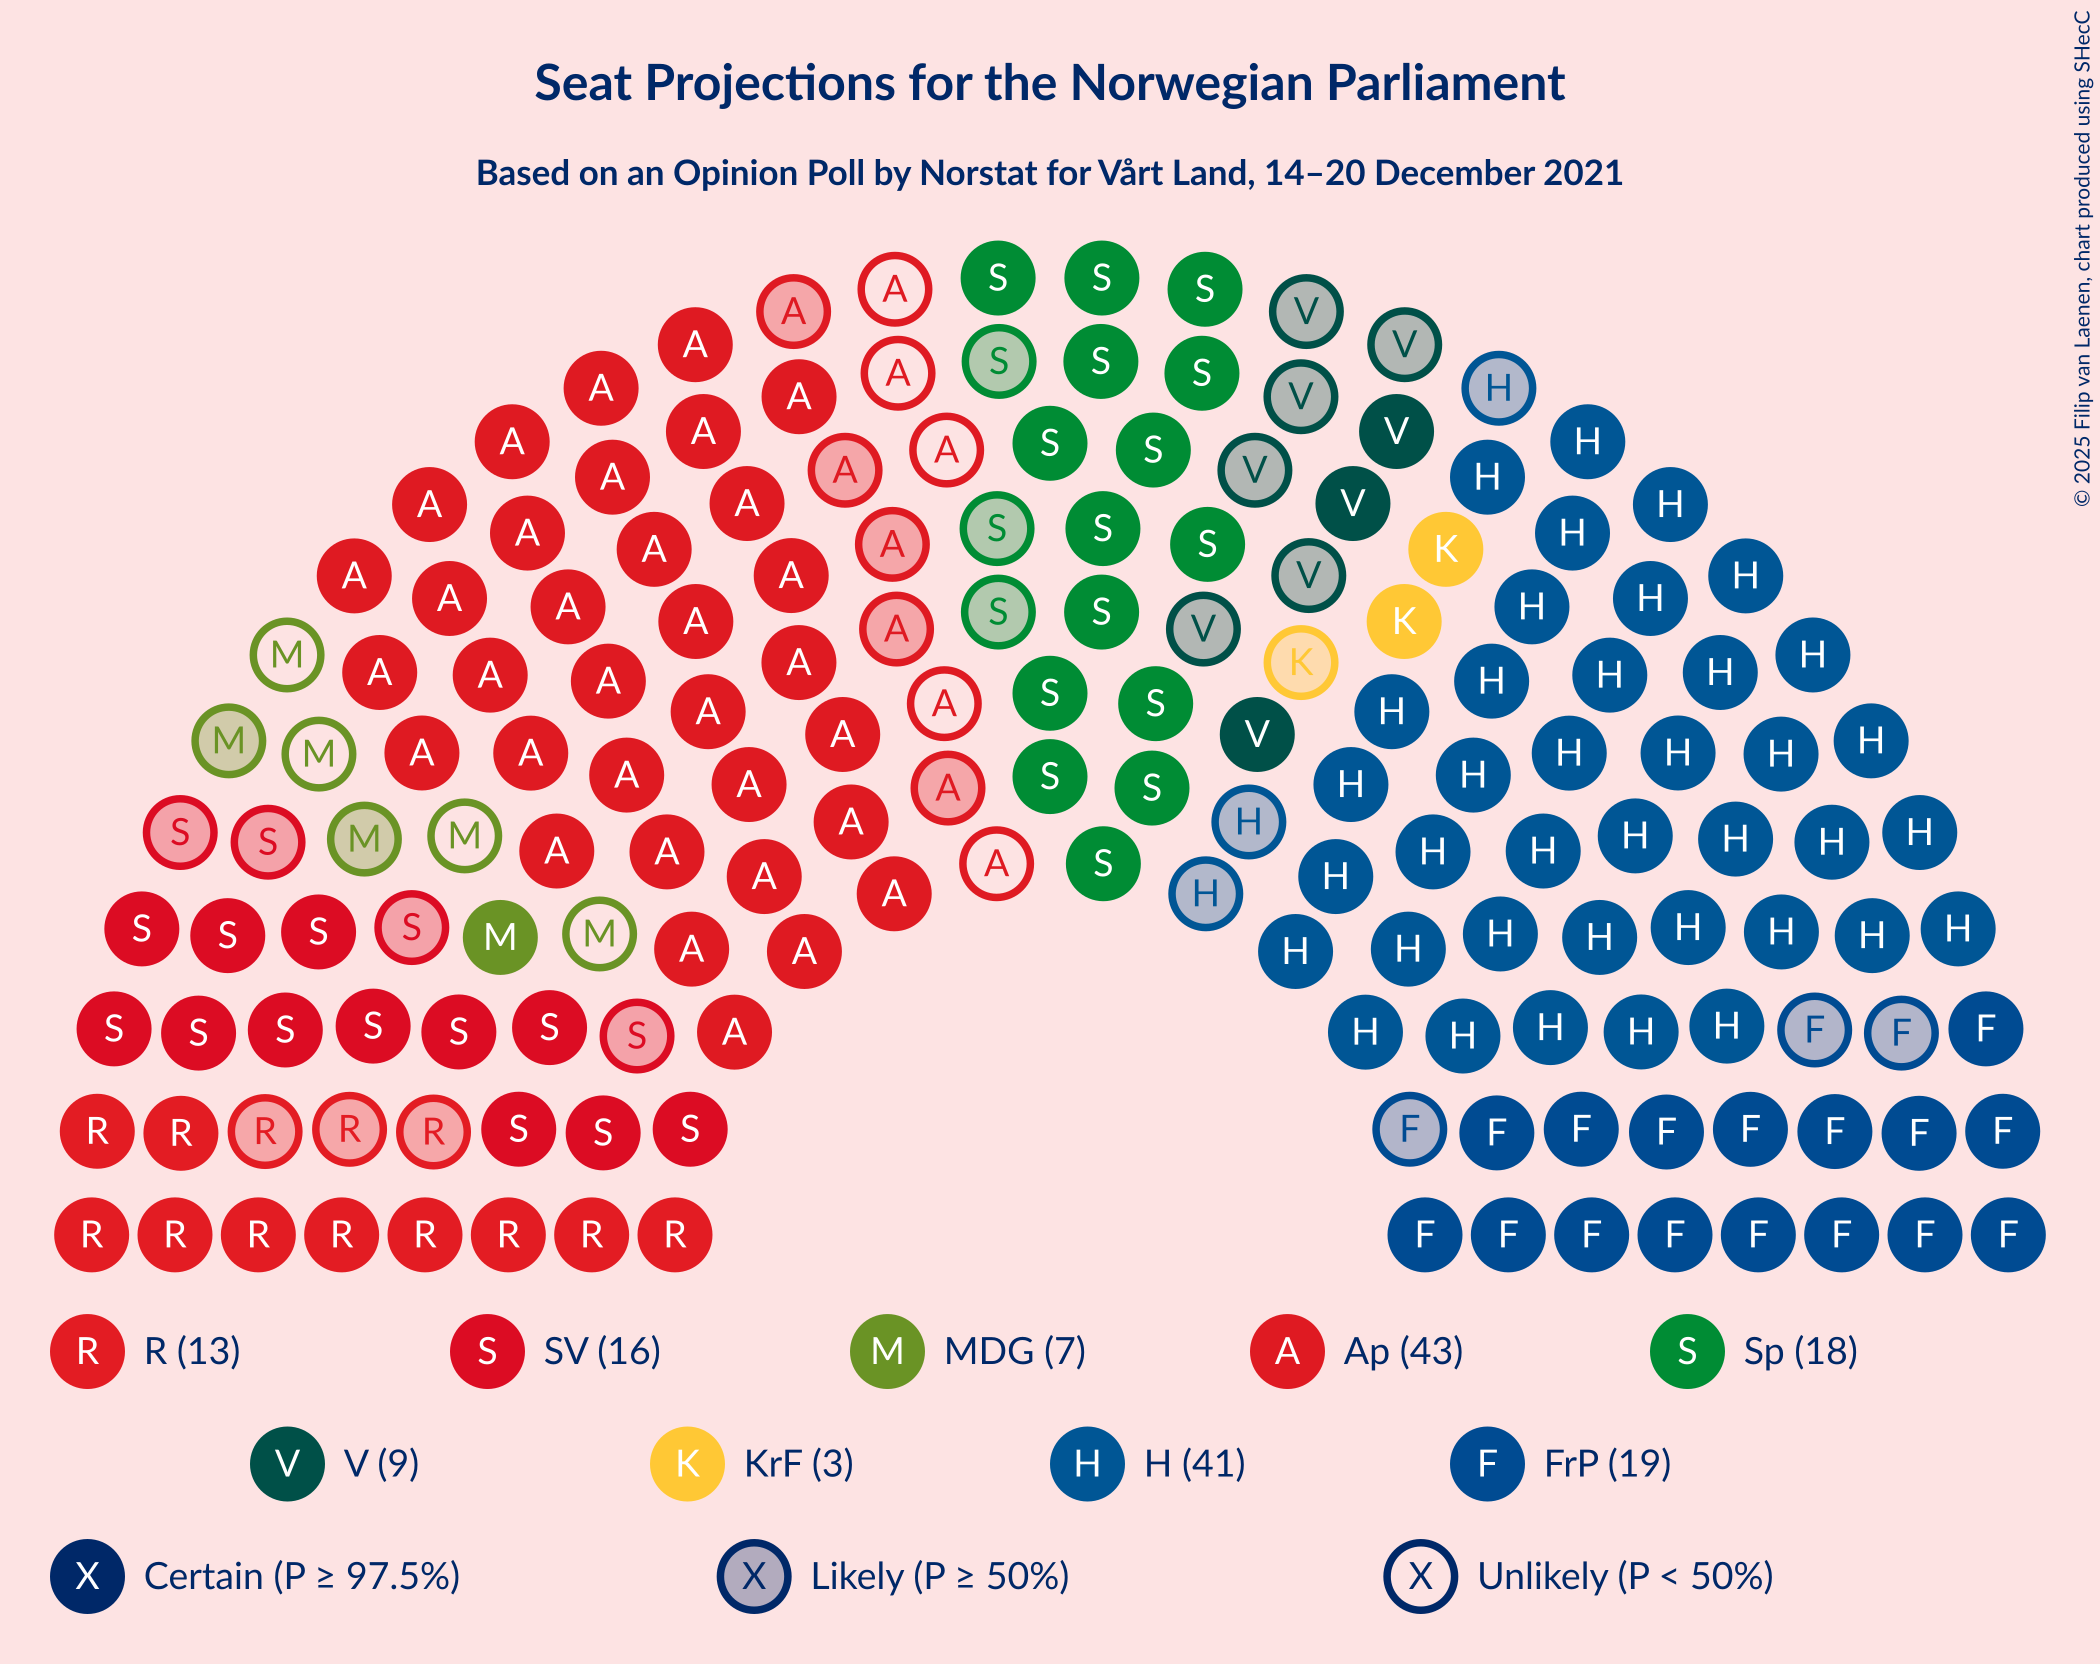 Seat Projections for the Norwegian Parliament
Based on an Opinion Poll by Norstat for Vårt Land, 14–20 December 2021
© 2025 Filip van Laenen, chart produced using SHecC
A A S S S V V
A A H
A A S S S V V H
A A A S S V V H H
A A A A S S S V K H H
A A A A A S S S V K K H H H H
M A A A A A A S S V H H H H H
M M A A A A A A S S H H H H H H H
S S M M A A A A A S H H H H H H H H
S S S S M M A A H H H H H H H H
S S S S S S S A H H H H H F F F
R R R R R S S S F F F F F F F F
R R R R R R R R F F F F F F F F
R R (13) S SV (16) M MDG (7) A Ap (43) S Sp (18)
V V (9) K KrF (3) H H (41) F FrP (19)
X Certain (P ≥ 97.5%) X Likely (P ≥ 50%) X Unlikely (P < 50%)